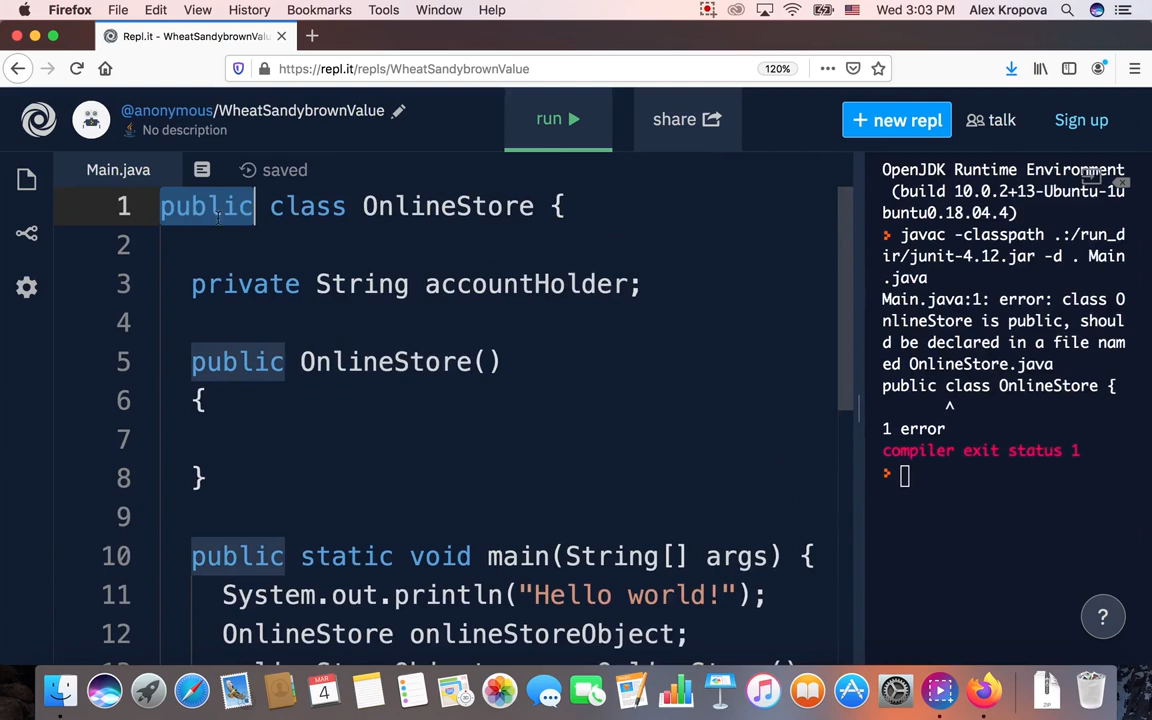 Firefox File Edit View History Bookmarks Tools Window Help Wed 3:03 PM Alex Kropova
Repl.it - WheatSandybrownValu
https://repl.it/repls/WheatSandybrownValue 120%
@anonymous/WheatSandybrownValue
No description
run
share
+ new repl
talk
Sign up
Main.java
saved
1 public class OnlineStore {
2
3 private String accountHolder;
4
5 public OnlineStore()
6 {
7
8 }
9
10 public static void main(String[] args) {
11 System.out.println("Hello world!");
12 OnlineStore onlineStoreObject;
OpenJDK Runtime Environment
(build 10.0.2+13-Ubuntu-1u
buntu0.18.04.4)
javac -classpath .:/run_d
ir/junit-4.12.jar -d . Main
.java
Main.java:1: error: class O
nlineStore is public, shoul
d be declared in a file nam
ed OnlineStore.java
public class OnlineStore {
^
1 error
compiler exit status 1
?
MAR
4
ZIP